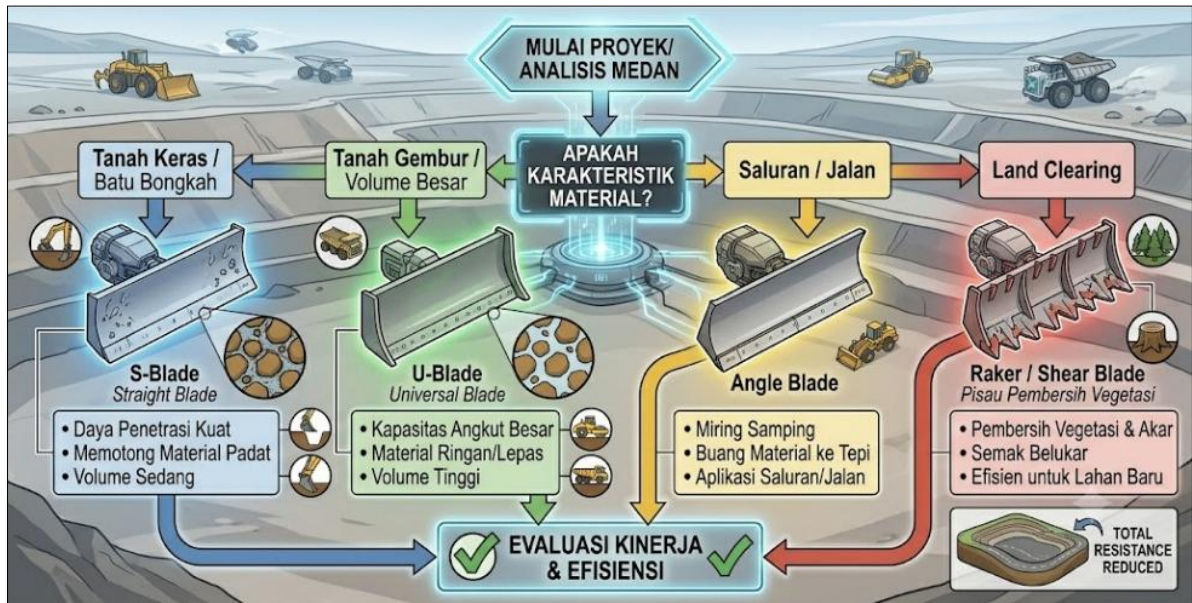 MULAI PROYEK/
ANALISIS MEDAN
APAKAH
KARAKTERISTIK
MATERIAL?
Tanah Keras /
Batu Bongkah
Tanah Gembur /
Volume Besar
Saluran / Jalan
Land Clearing
S-Blade
Straight Blade
• Daya Penetrasi Kuat
• Memotong Material Padat
• Volume Sedang
U-Blade
Universal Blade
• Kapasitas Angkut Besar
• Material Ringan/Lepas
• Volume Tinggi
Angle Blade
• Miring Samping
• Buang Material ke Tepi
• Aplikasi Saluran/Jalan
Raker / Shear Blade
Pisau Pembersih Vegetasi
• Pembersih Vegetasi & Akar
• Semak Belukar
• Efisien untuk Lahan Baru
EVALUASI KINERJA
& EFISIENSI
TOTAL
RESISTANCE
REDUCED